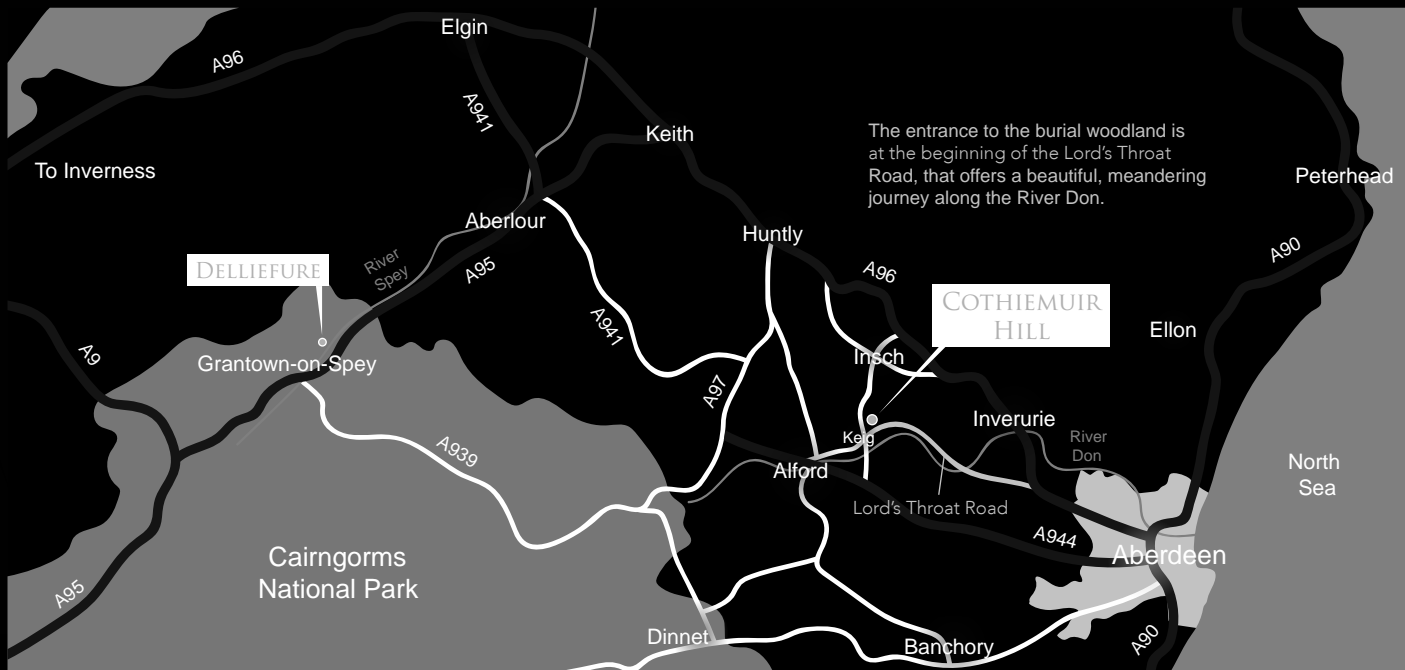 Elgin
A96
A941
Keith
The entrance to the burial woodland is
at the beginning of the Lord's Throat
Road, that offers a beautiful, meandering
journey along the River Don.
To Inverness
Peterhead
Aberlour
Huntly
River
Spey
A95
DELLIEFURE
A96
A90
COTHIEMUIR
HILL
A941
Ellon
A9
Insch
Grantown-on-Spey
A97
Inverurie
Keig
River
Don
A939
Alford
North
Sea
Lord's Throat Road
A944
Aberdeen
Cairngorms
National Park
A95
Dinnet
Banchory
A90